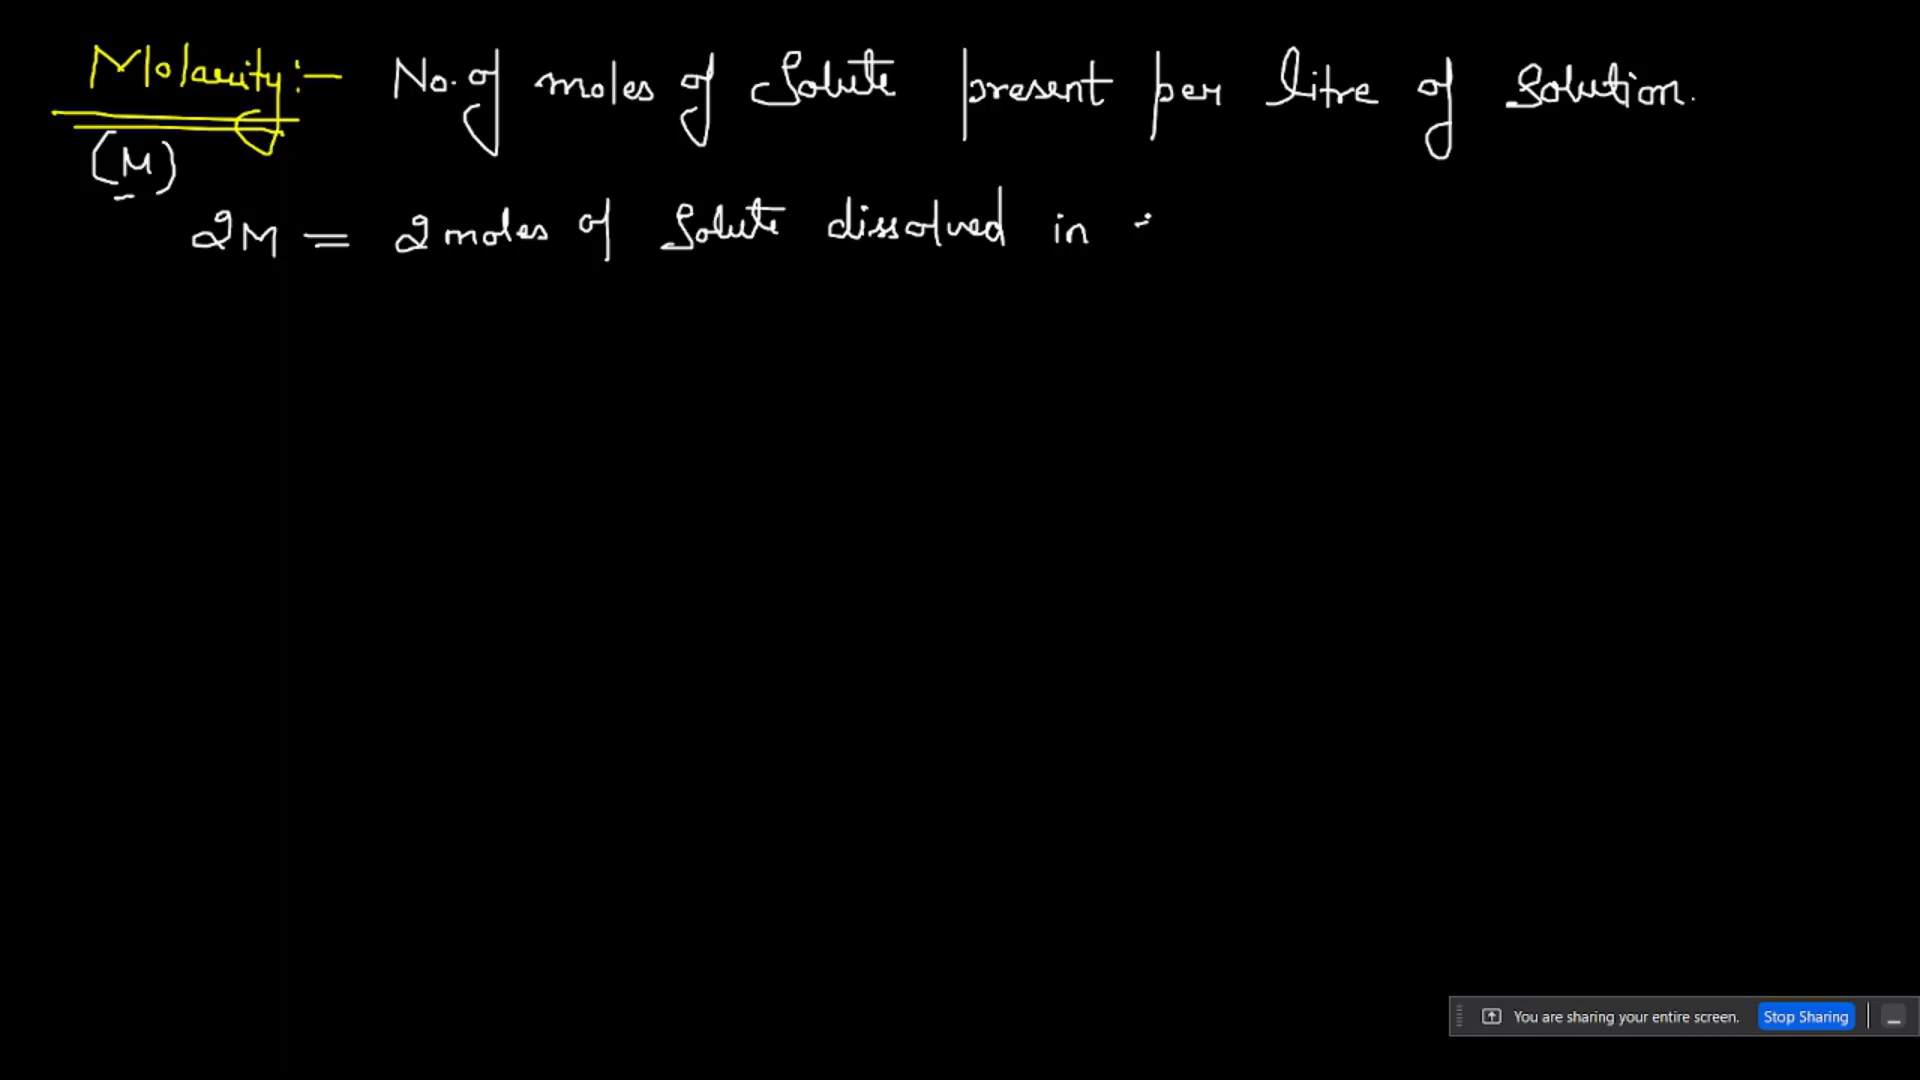 Molarity:- No. of moles of Solute present per litre of Solution.
(M)
2M = 2 moles of Solute dissolved in
You are sharing your entire screen. Stop Sharing